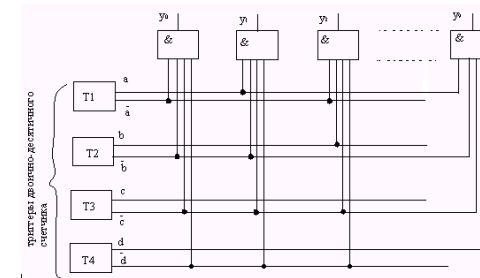 y₀ y₁ y₂ y₉
& & & &
a
T1
a̅
b
T2
b̅
c
T3
c̅
d
T4
d̅
триггеры двоично-десятичного
счетчика